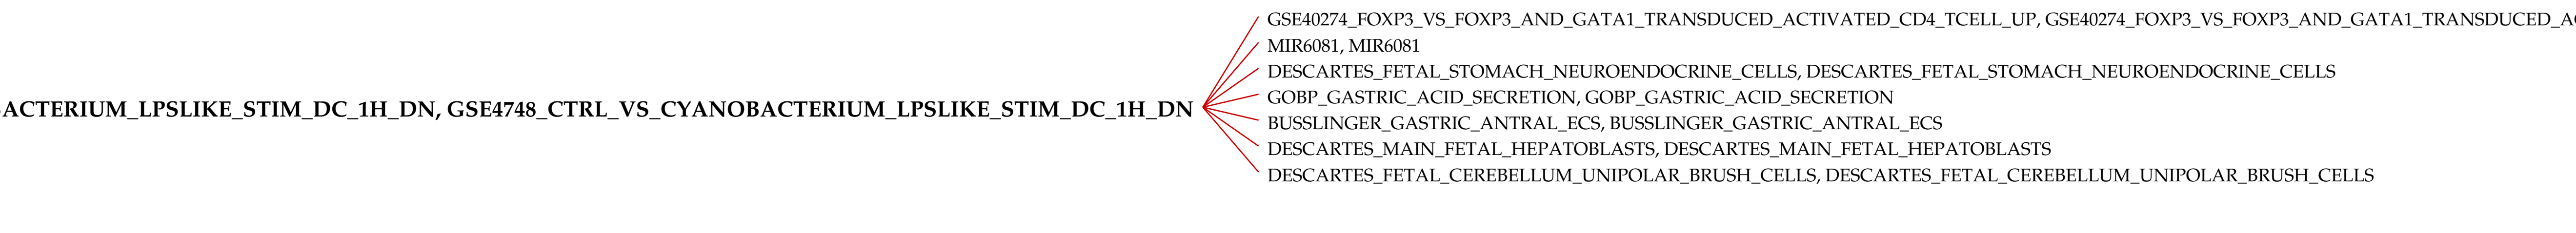 GSE40274_FOXP3_VS_FOXP3_AND_GATA1_TRANSDUCED_ACTIVATED_CD4_TCELL_UP, GSE40274_FOXP3_VS_FOXP3_AND_GATA1_TRANSDUCED_A
MIR6081, MIR6081
DESCARTES_FETAL_STOMACH_NEUROENDOCRINE_CELLS, DESCARTES_FETAL_STOMACH_NEUROENDOCRINE_CELLS
GOBP_GASTRIC_ACID_SECRETION, GOBP_GASTRIC_ACID_SECRETION
ACTERIUM_LPSLIKE_STIM_DC_1H_DN, GSE4748_CTRL_VS_CYANOBACTERIUM_LPSLIKE_STIM_DC_1H_DN
BUSSLINGER_GASTRIC_ANTRAL_ECS, BUSSLINGER_GASTRIC_ANTRAL_ECS
DESCARTES_MAIN_FETAL_HEPATOBLASTS, DESCARTES_MAIN_FETAL_HEPATOBLASTS
DESCARTES_FETAL_CEREBELLUM_UNIPOLAR_BRUSH_CELLS, DESCARTES_FETAL_CEREBELLUM_UNIPOLAR_BRUSH_CELLS